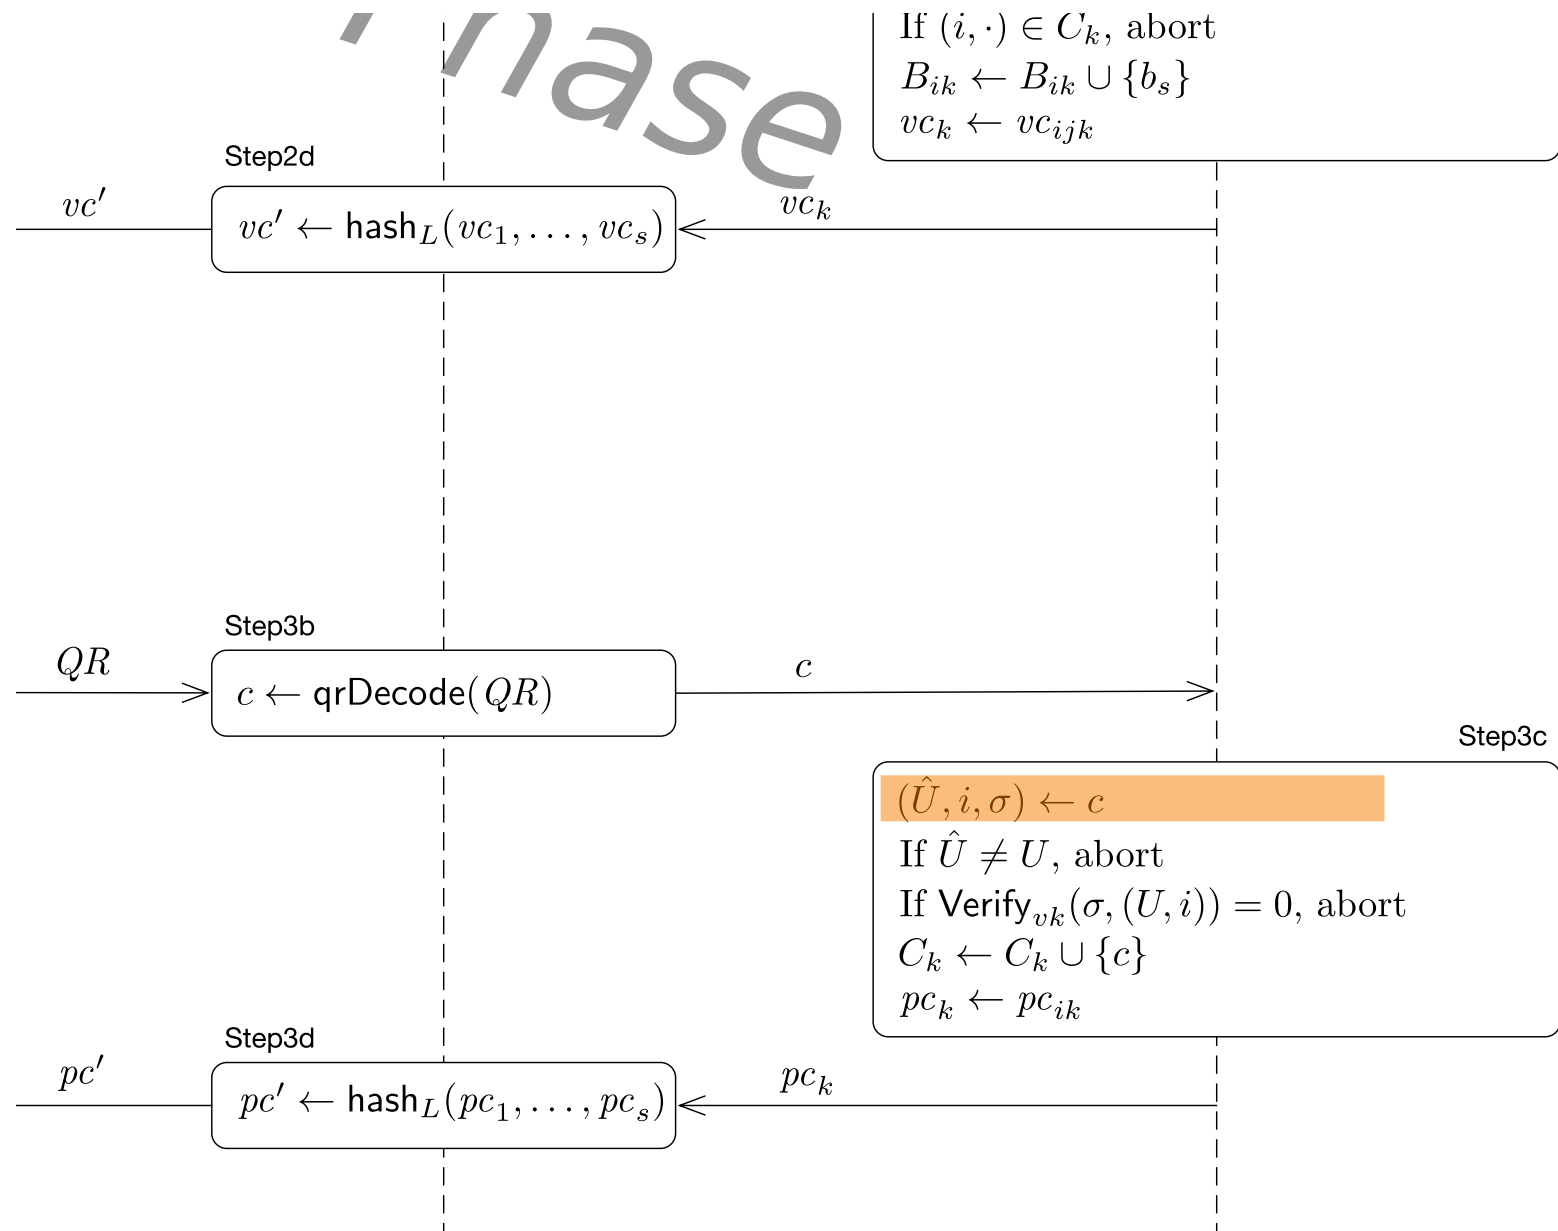 If (i, ·) ∈ C_k, abort
B_ik ← B_ik ∪ {b_s}
vc_k ← vc_ijk
Phase
Step2d
vc′
vc′ ← hash_L(vc_1, . . . , vc_s)
vc_k
Step3b
QR
c ← qrDecode(QR)
c
Step3c
(Û, i, σ) ← c
If Û ≠ U, abort
If Verify_vk(σ, (U, i)) = 0, abort
C_k ← C_k ∪ {c}
pc_k ← pc_ik
Step3d
pc′
pc′ ← hash_L(pc_1, . . . , pc_s)
pc_k